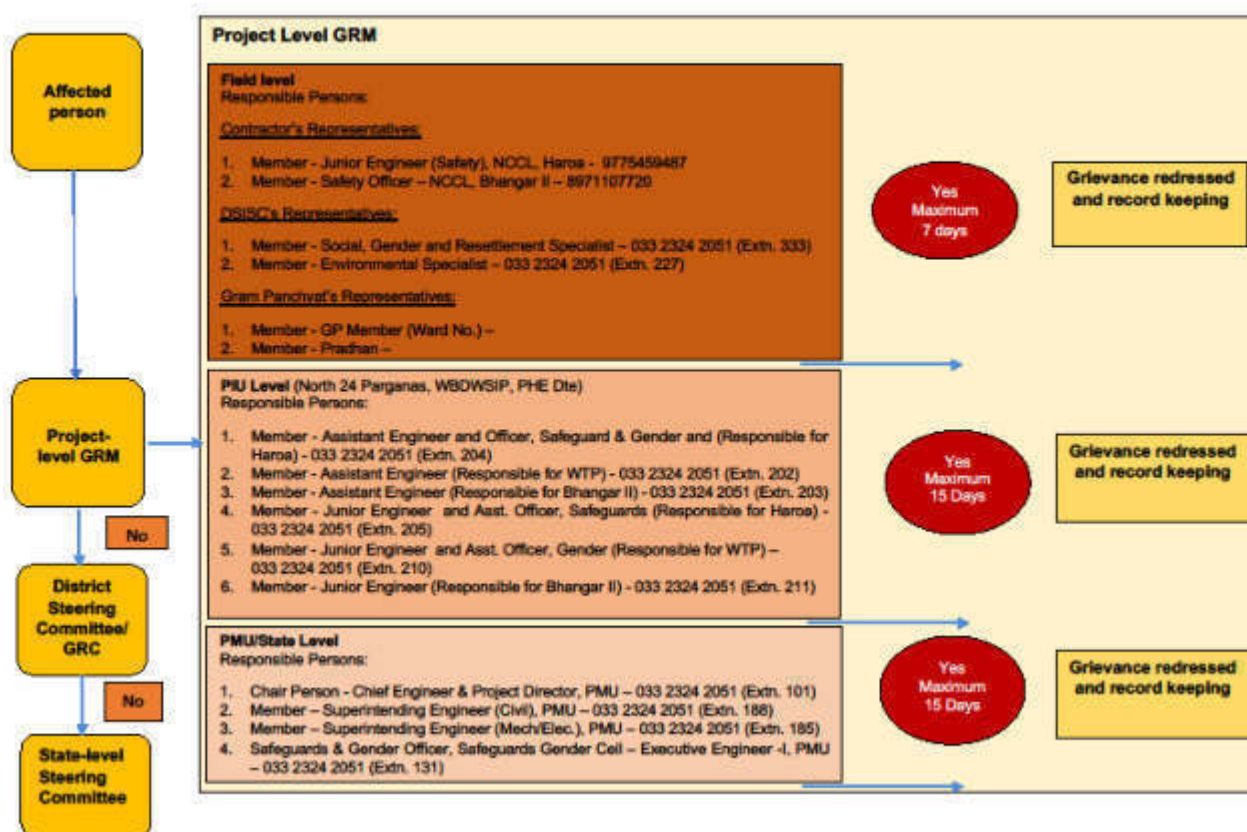 Affected
person
Project-
level GRM
No
District
Steering
Committee/
GRC
No
State-level
Steering
Committee
Project Level GRM
Field level
Responsible Persons:
Contractor's Representatives:
1. Member - Junior Engineer (Safety), NCCL, Haroa - 9775459487
2. Member - Safety Officer – NCCL, Bhangar II – 8971107720
DSISC's Representatives:
1. Member - Social, Gender and Resettlement Specialist – 033 2324 2051 (Extn. 333)
2. Member - Environmental Specialist – 033 2324 2051 (Extn. 227)
Gram Panchyat's Representatives:
1. Member - GP Member (Ward No.) –
2. Member - Pradhan –
Yes
Maximum
7 days
Grievance redressed
and record keeping
PIU Level (North 24 Parganas, WBDWSIP, PHE Dte)
Responsible Persons:
1. Member - Assistant Engineer and Officer, Safeguard & Gender and (Responsible for
Haroa) - 033 2324 2051 (Extn. 204)
2. Member - Assistant Engineer (Responsible for WTP) - 033 2324 2051 (Extn. 202)
3. Member - Assistant Engineer (Responsible for Bhangar II) - 033 2324 2051 (Extn. 203)
4. Member - Junior Engineer and Asst. Officer, Safeguards (Responsible for Haroa) -
033 2324 2051 (Extn. 205)
5. Member - Junior Engineer and Asst. Officer, Gender (Responsible for WTP) –
033 2324 2051 (Extn. 210)
6. Member - Junior Engineer (Responsible for Bhangar II) - 033 2324 2051 (Extn. 211)
Yes
Maximum
15 Days
Grievance redressed
and record keeping
PMU/State Level
Responsible Persons:
1. Chair Person - Chief Engineer & Project Director, PMU – 033 2324 2051 (Extn. 101)
2. Member – Superintending Engineer (Civil), PMU – 033 2324 2051 (Extn. 188)
3. Member – Superintending Engineer (Mech/Elec.), PMU – 033 2324 2051 (Extn. 185)
4. Safeguards & Gender Officer, Safeguards Gender Cell – Executive Engineer -I, PMU
– 033 2324 2051 (Extn. 131)
Yes
Maximum
15 Days
Grievance redressed
and record keeping